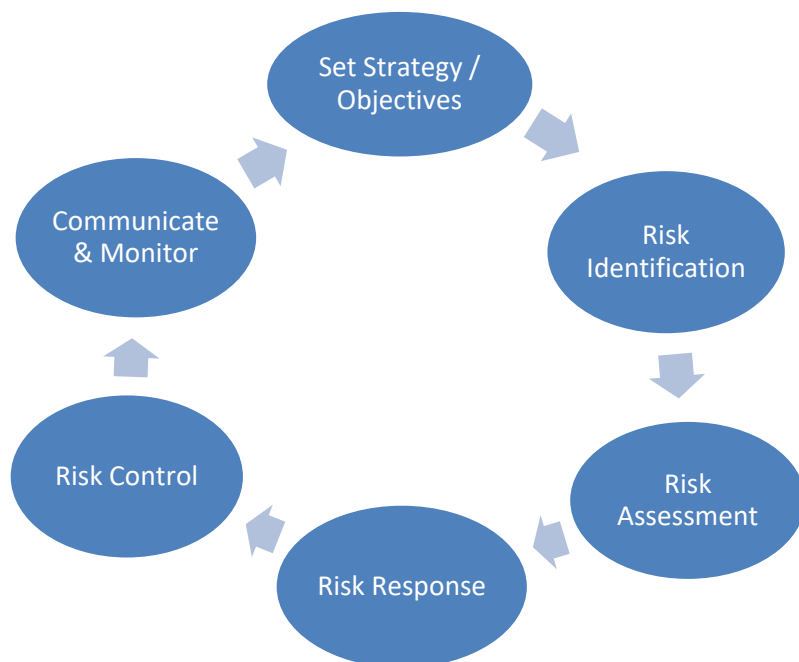 Set Strategy /
Objectives
Risk
Identification
Risk
Assessment
Risk Response
Risk Control
Communicate
& Monitor